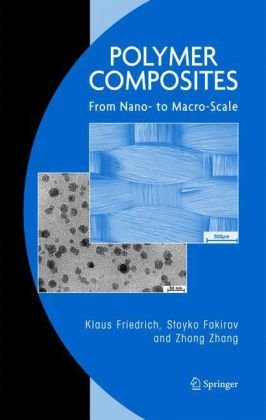 POLYMER
COMPOSITES
From Nano- to Macro-Scale
500µm
50 nm
Klaus Friedrich, Stoyko Fakirov
and Zhong Zhang
Springer